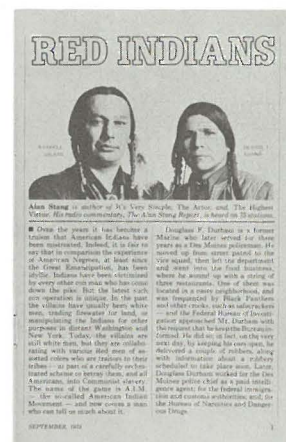 RED INDIANS
RUSSELL
MEANS
DENNIS
BANKS
Alan Stang is author of It's Very Simple, The Actor, and The Highest
Virtue. His radio commentary, The Alan Stang Report, is heard on stations.
■ Over the years it has become a
truism that American Indians have
been mistreated. Indeed, it is fair to
say that in comparison the experience
of American Negroes, at least since
the Great Emancipation, has been
idyllic. Indians have been victimized
by every other con man who has come
down the pike. But the latest such
con operation is unique. In the past
the villains have usually been white
men, trading firewater for land, or
manipulating the Indians for other
purposes in distant Washington and
New York. Today, the villains are
still white men, but they are collabo-
rating with various Red men of as-
sorted colors who are traitors to their
tribes — as part of a carefully orches-
trated scheme to betray them, and all
Americans, into Communist slavery.
The name of the game is A.I.M.
— the so-called American Indian
Movement — and now comes a man
who can tell us much about it.
Douglass F. Durham is a former
Marine who later served for three
years as a Des Moines policeman. He
moved up from street patrol to the
vice squad, then left the department
and went into the food business,
where he wound up with a string of
three restaurants. One of them was
located in a racy neighborhood, and
was frequented by Black Panthers
and other crooks, such as safecrackers
— and the Federal Bureau of Investi-
gation approached Mr. Durham with
the request that he keep the Bureau in-
formed. He did so; in fact, on the very
next day, by keeping his eyes open, he
delivered a couple of robbers, along
with information about a robbery
scheduled to take place soon. Later,
Douglass Durham worked for the Des
Moines police chief as a paid intelli-
gence agent; for the federal immigra-
tion and customs authorities; and, for
the Bureau of Narcotics and Danger-
ous Drugs.
SEPTEMBER, 1975
1